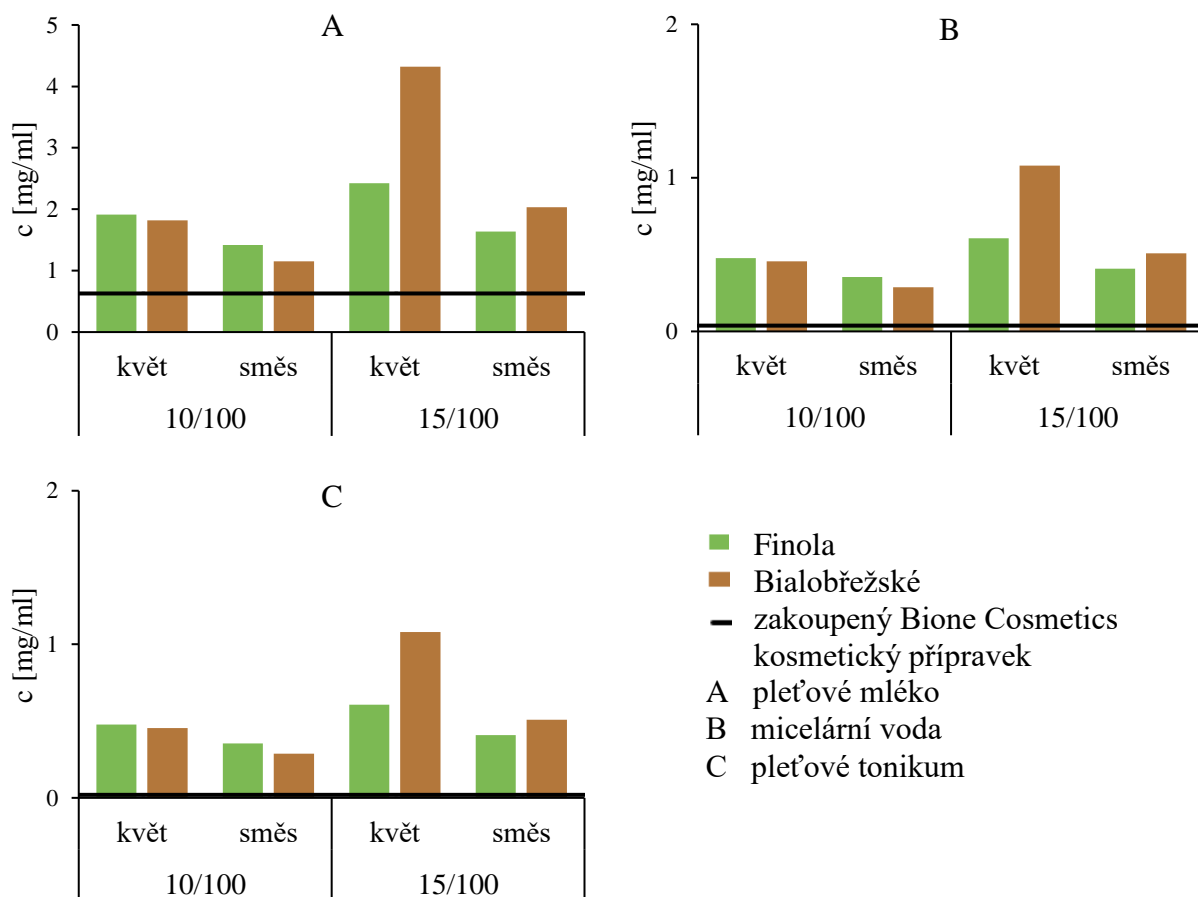 A
5
4
3
2
1
0
c [mg/ml]
květ směs květ směs
10/100 15/100
B
2
1
0
c [mg/ml]
květ směs květ směs
10/100 15/100
C
2
1
0
c [mg/ml]
květ směs květ směs
10/100 15/100
Finola
Bialobřežské
zakoupený Bione Cosmetics
kosmetický přípravek
A pleťové mléko
B micelární voda
C pleťové tonikum